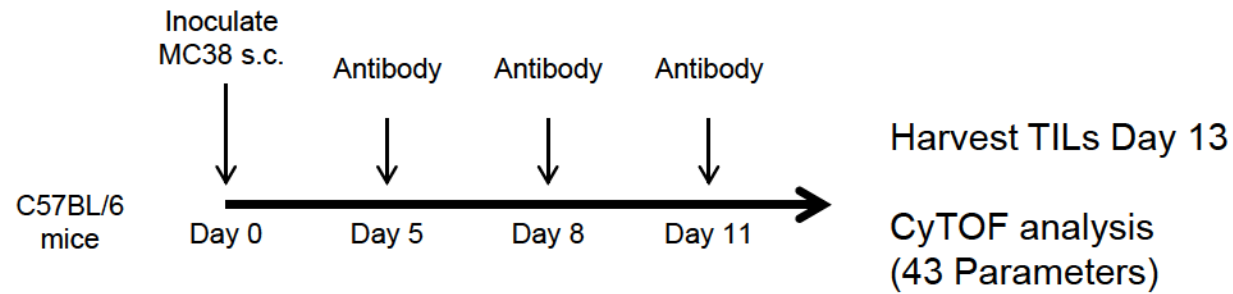 Inoculate
MC38 s.c.
Antibody
Antibody
Antibody
Harvest TILs Day 13
C57BL/6
mice
Day 0
Day 5
Day 8
Day 11
CyTOF analysis
(43 Parameters)